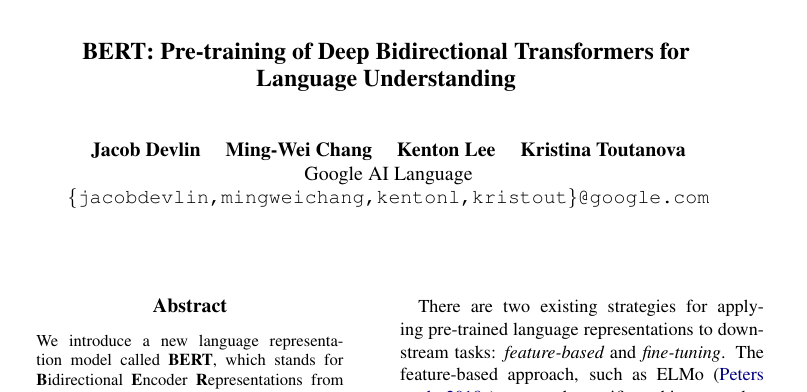 BERT: Pre-training of Deep Bidirectional Transformers for
Language Understanding
Jacob Devlin Ming-Wei Chang Kenton Lee Kristina Toutanova
Google AI Language
{jacobdevlin,mingweichang,kentonl,kristout}@google.com
Abstract
We introduce a new language representa-
tion model called BERT, which stands for
Bidirectional Encoder Representations from
There are two existing strategies for apply-
ing pre-trained language representations to down-
stream tasks: feature-based and fine-tuning. The
feature-based approach, such as ELMo (Peters